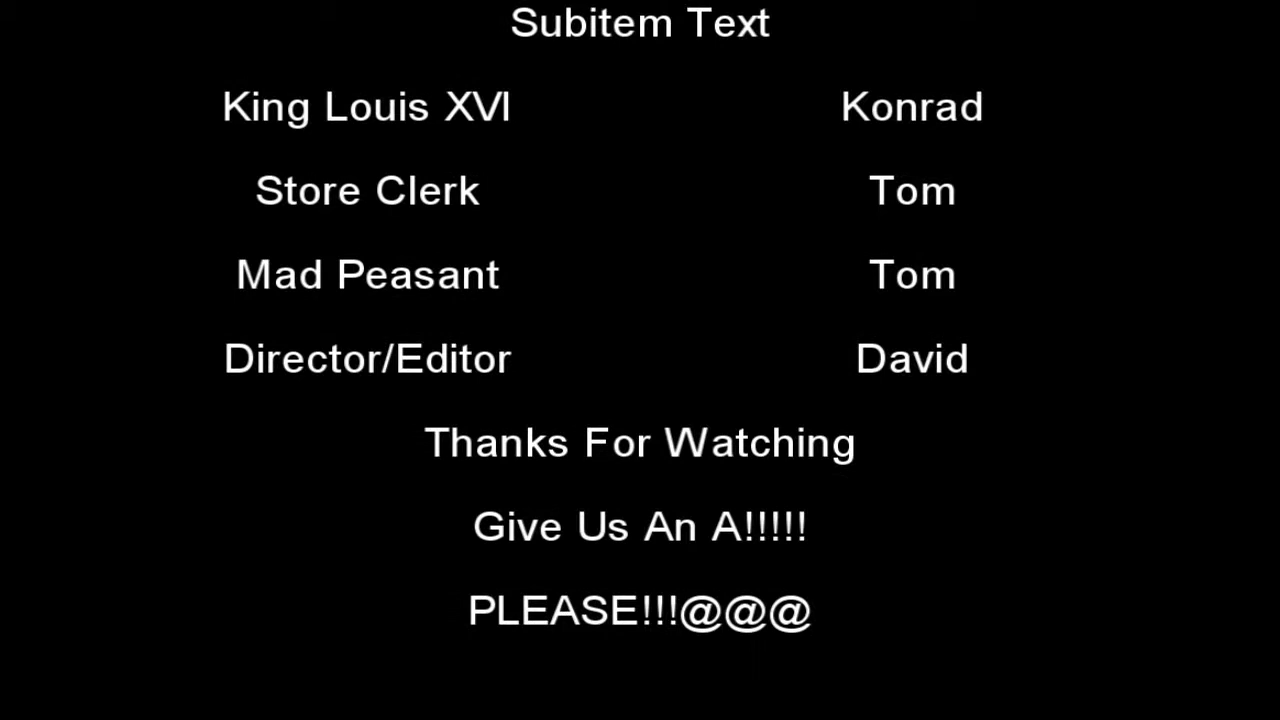 Subitem Text
King Louis XVI Konrad
Store Clerk Tom
Mad Peasant Tom
Director/Editor David
Thanks For Watching
Give Us An A!!!!!
PLEASE!!!@@@